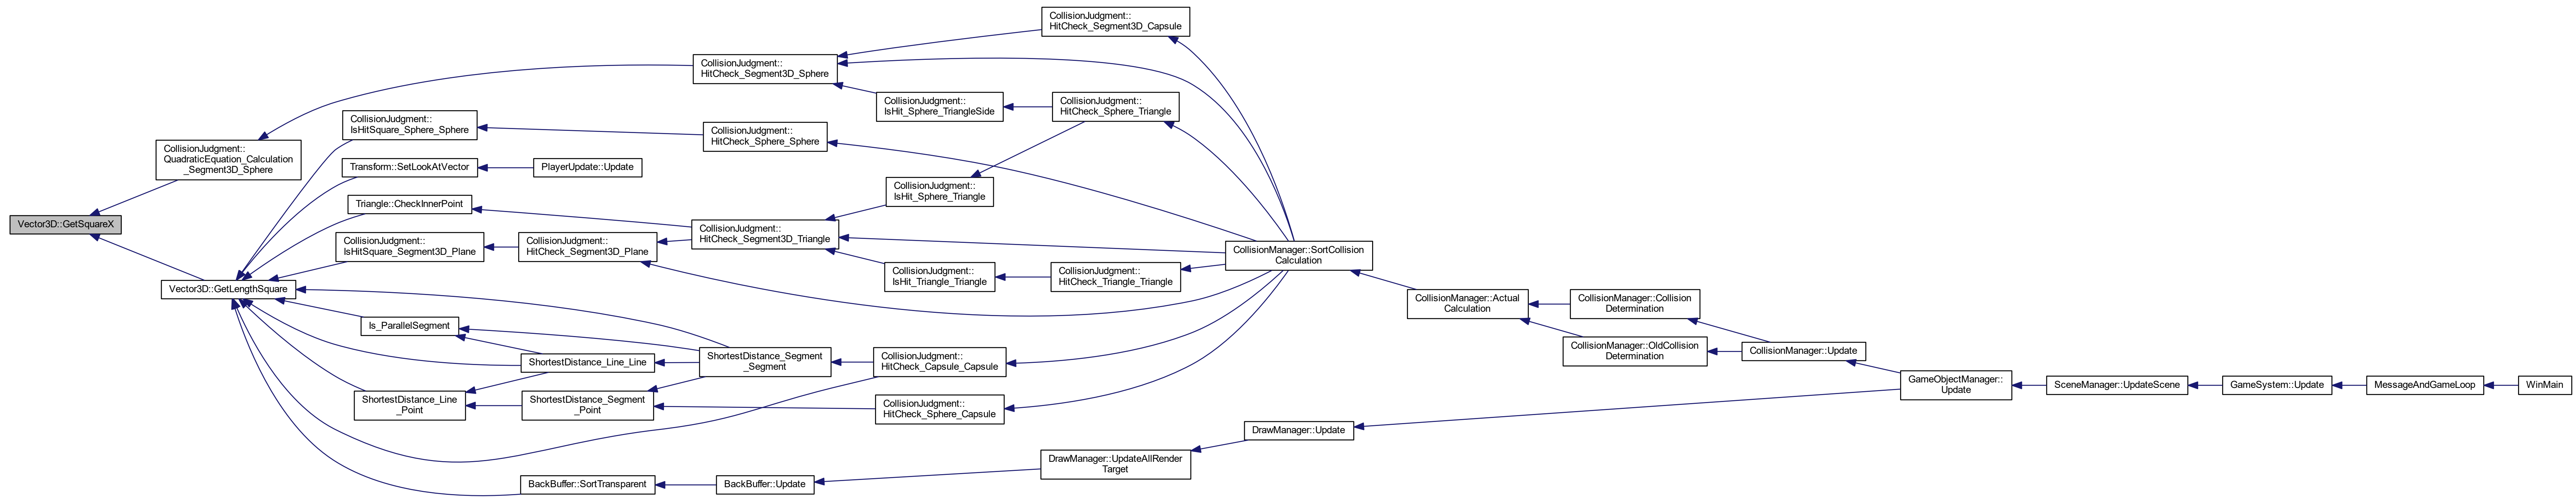 Vector3D::GetSquareX
CollisionJudgment::
QuadraticEquation_Calculation
_Segment3D_Sphere
Vector3D::GetLengthSquare
CollisionJudgment::
IsHitSquare_Sphere_Sphere
Transform::SetLookAtVector
Triangle::CheckInnerPoint
CollisionJudgment::
IsHitSquare_Segment3D_Plane
Is_ParallelSegment
ShortestDistance_Line
_Point
PlayerUpdate::Update
CollisionJudgment::
HitCheck_Segment3D_Plane
ShortestDistance_Line_Line
ShortestDistance_Segment
_Point
BackBuffer::SortTransparent
CollisionJudgment::
HitCheck_Segment3D_Sphere
CollisionJudgment::
HitCheck_Sphere_Sphere
CollisionJudgment::
HitCheck_Segment3D_Triangle
ShortestDistance_Segment
_Segment
BackBuffer::Update
CollisionJudgment::
IsHit_Sphere_TriangleSide
CollisionJudgment::
IsHit_Sphere_Triangle
CollisionJudgment::
IsHit_Triangle_Triangle
CollisionJudgment::
HitCheck_Capsule_Capsule
CollisionJudgment::
HitCheck_Sphere_Capsule
CollisionJudgment::
HitCheck_Segment3D_Capsule
CollisionJudgment::
HitCheck_Sphere_Triangle
CollisionJudgment::
HitCheck_Triangle_Triangle
DrawManager::UpdateAllRender
Target
CollisionManager::SortCollision
Calculation
DrawManager::Update
CollisionManager::Actual
Calculation
CollisionManager::Collision
Determination
CollisionManager::OldCollision
Determination
CollisionManager::Update
GameObjectManager::
Update
SceneManager::UpdateScene
GameSystem::Update
MessageAndGameLoop
WinMain